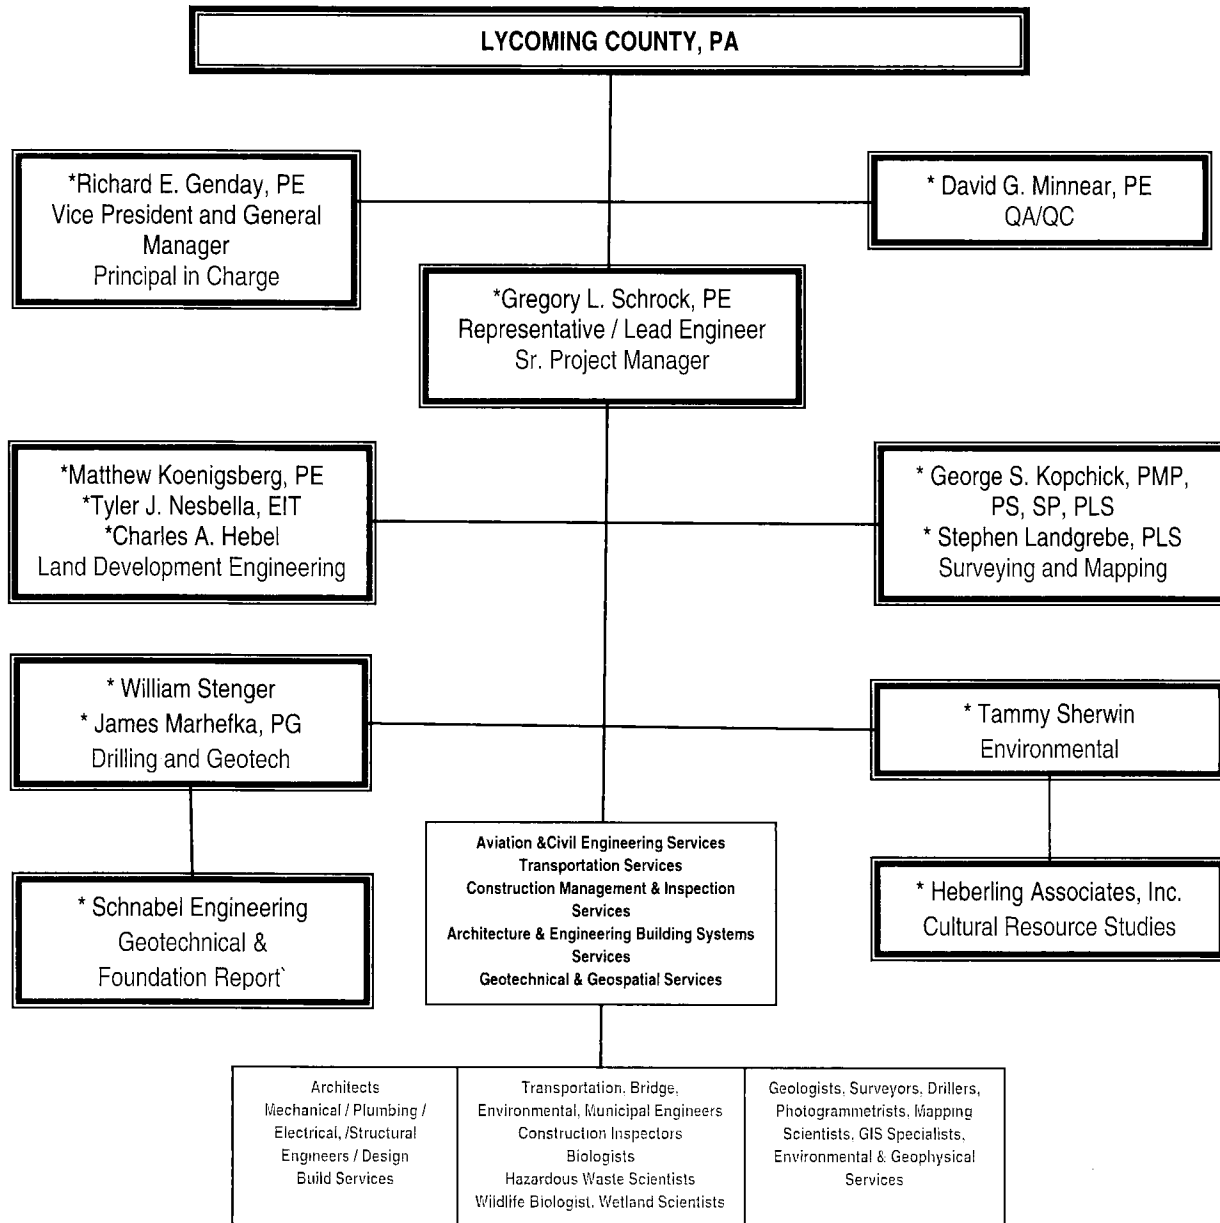 LYCOMING COUNTY, PA
*Richard E. Genday, PE
Vice President and General
Manager
Principal in Charge
* David G. Minnear, PE
QA/QC
*Gregory L. Schrock, PE
Representative / Lead Engineer
Sr. Project Manager
*Matthew Koenigsberg, PE
*Tyler J. Nesbella, EIT
*Charles A. Hebel
Land Development Engineering
* George S. Kopchick, PMP,
PS, SP, PLS
* Stephen Landgrebe, PLS
Surveying and Mapping
* William Stenger
* James Marhefka, PG
Drilling and Geotech
* Tammy Sherwin
Environmental
Aviation &Civil Engineering Services
Transportation Services
Construction Management & Inspection
Services
Architecture & Engineering Building Systems
Services
Geotechnical & Geospatial Services
* Schnabel Engineering
Geotechnical &
Foundation Report`
* Heberling Associates, Inc.
Cultural Resource Studies
Architects
Mechanical / Plumbing /
Electrical, /Structural
Engineers / Design
Build Services
Transportation, Bridge,
Environmental, Municipal Engineers
Construction Inspectors
Biologists
Hazardous Waste Scientists
Wildlife Biologist, Wetland Scientists
Geologists, Surveyors, Drillers,
Photogrammetrists, Mapping
Scientists, GIS Specialists,
Environmental & Geophysical
Services